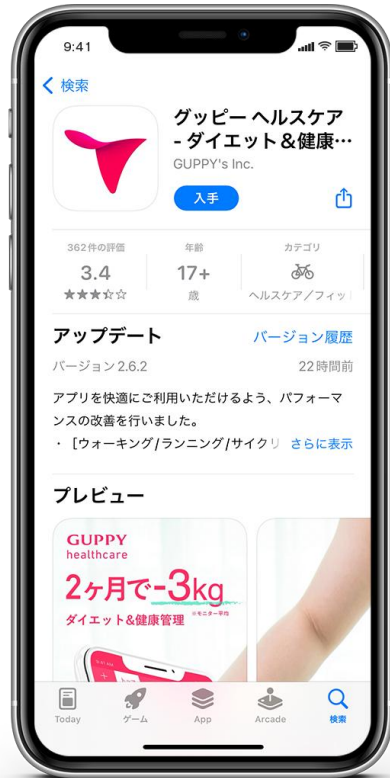 9:41
検索
グッピー ヘルスケア
- ダイエット＆健康…
GUPPY's Inc.
入手
362件の評価
年齢
カテゴリ
3.4
17+
★★★☆☆
歳
ヘルスケア／フィッ
アップデート
バージョン履歴
バージョン 2.6.2
22時間前
アプリを快適にご利用いただけるよう、パフォーマ
ンスの改善を行いました。
・［ウォーキング/ランニング/サイクリ
さらに表示
プレビュー
GUPPY
healthcare
2ヶ月で-3kg
※モニター平均
ダイエット&健康管理
Today
ゲーム
App
Arcade
検索